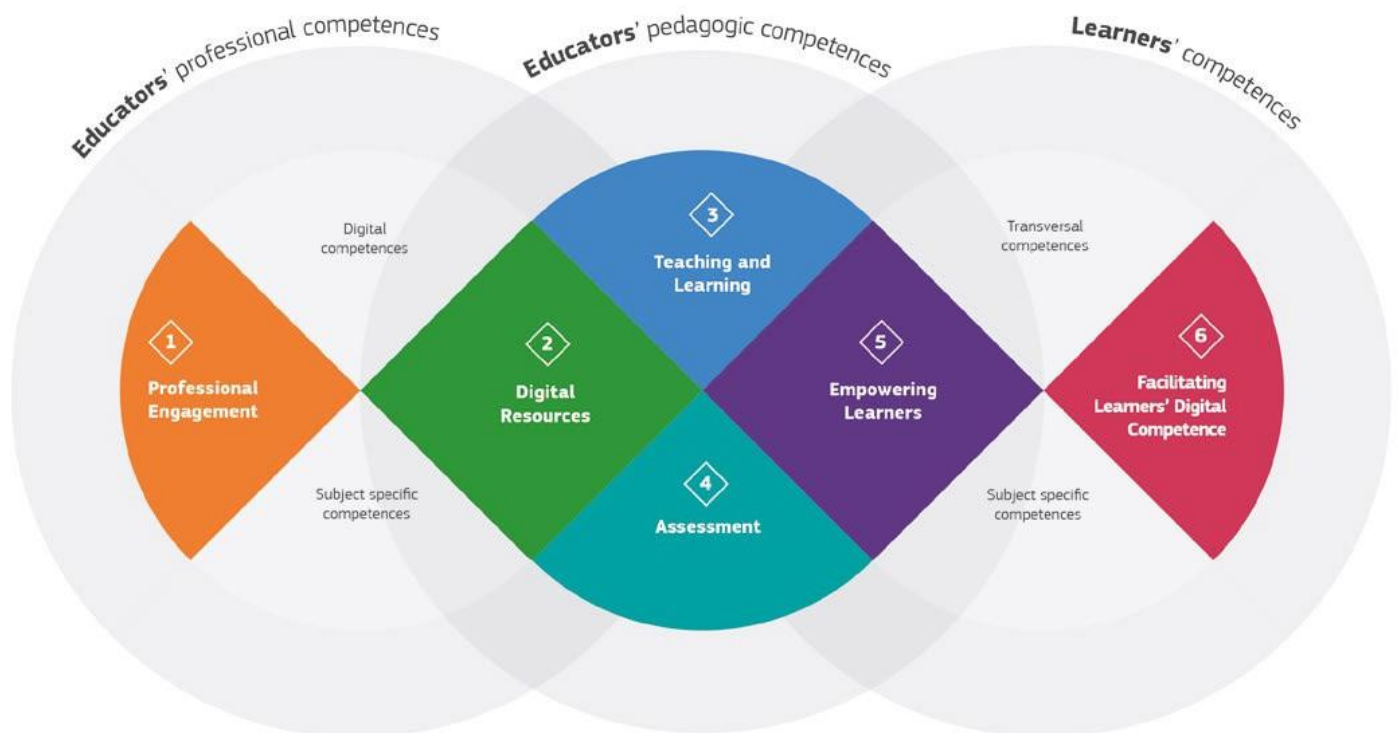 Educators' professional competences
Educators' pedagogic competences
Learners' competences
Digital
competences
Subject specific
competences
1
Professional
Engagement
2
Digital
Resources
3
Teaching and
Learning
4
Assessment
5
Empowering
Learners
Transversal
competences
Subject specific
competences
6
Facilitating
Learners' Digital
Competence